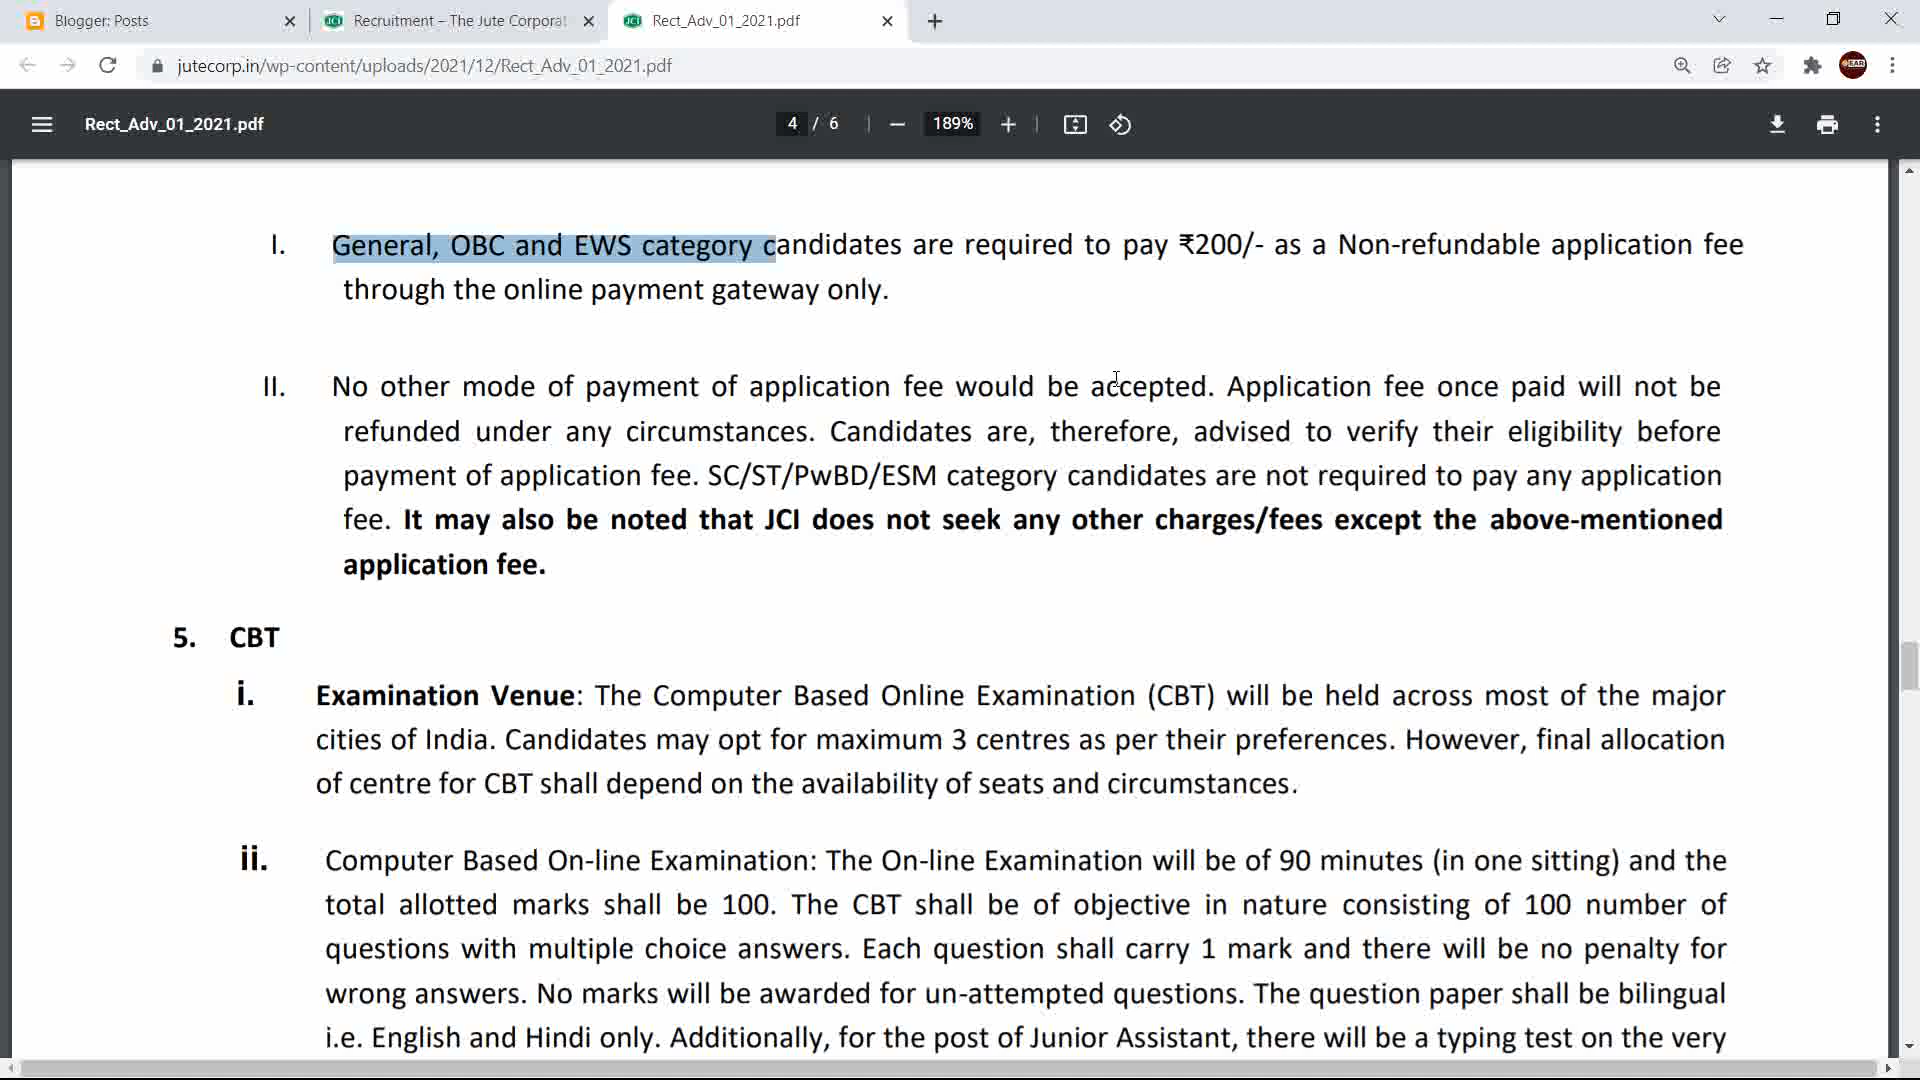 Blogger: Posts
Recruitment – The Jute Corporat
Rect_Adv_01_2021.pdf
jutecorp.in/wp-content/uploads/2021/12/Rect_Adv_01_2021.pdf
Rect_Adv_01_2021.pdf
4 / 6
189%
I. General, OBC and EWS category candidates are required to pay ₹200/- as a Non-refundable application fee
through the online payment gateway only.
II. No other mode of payment of application fee would be accepted. Application fee once paid will not be
refunded under any circumstances. Candidates are, therefore, advised to verify their eligibility before
payment of application fee. SC/ST/PwBD/ESM category candidates are not required to pay any application
fee. It may also be noted that JCI does not seek any other charges/fees except the above-mentioned
application fee.
5. CBT
i. Examination Venue: The Computer Based Online Examination (CBT) will be held across most of the major
cities of India. Candidates may opt for maximum 3 centres as per their preferences. However, final allocation
of centre for CBT shall depend on the availability of seats and circumstances.
ii. Computer Based On-line Examination: The On-line Examination will be of 90 minutes (in one sitting) and the
total allotted marks shall be 100. The CBT shall be of objective in nature consisting of 100 number of
questions with multiple choice answers. Each question shall carry 1 mark and there will be no penalty for
wrong answers. No marks will be awarded for un-attempted questions. The question paper shall be bilingual
i.e. English and Hindi only. Additionally, for the post of Junior Assistant, there will be a typing test on the very